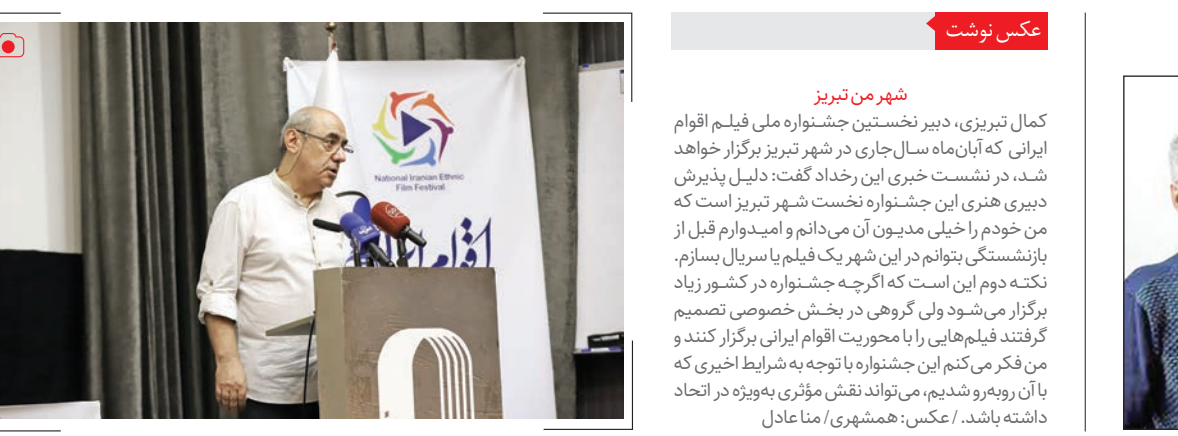 عکس نوشت
شهر من تبریز
کمال تبریزی، دبیر نخستین جشنواره ملی فیلم اقوام
ایرانی که آبان‌ماه سال‌جاری در شهر تبریز برگزار خواهد
شد، در نشست خبری این رخداد گفت: دلیل پذیرش
دبیری هنری این جشنواره نخست شهر تبریز است که
من خودم را خیلی مدیون آن می‌دانم و امیدوارم قبل از
بازنشستگی بتوانم در این شهر یک فیلم یا سریال بسازم.
نکته دوم این است که اگرچه جشنواره در کشور زیاد
برگزار می‌شود ولی گروهی در بخش خصوصی تصمیم
گرفتند فیلم‌هایی را با محوریت اقوام ایرانی برگزار کنند و
من فکر می‌کنم این جشنواره با توجه به شرایط اخیری که
با آن روبه‌رو شدیم، می‌تواند نقش مؤثری به‌ویژه در اتحاد
داشته باشد. / عکس: همشهری/ منا عادل
National Iranian Ethnic
Film Festival
اقوام